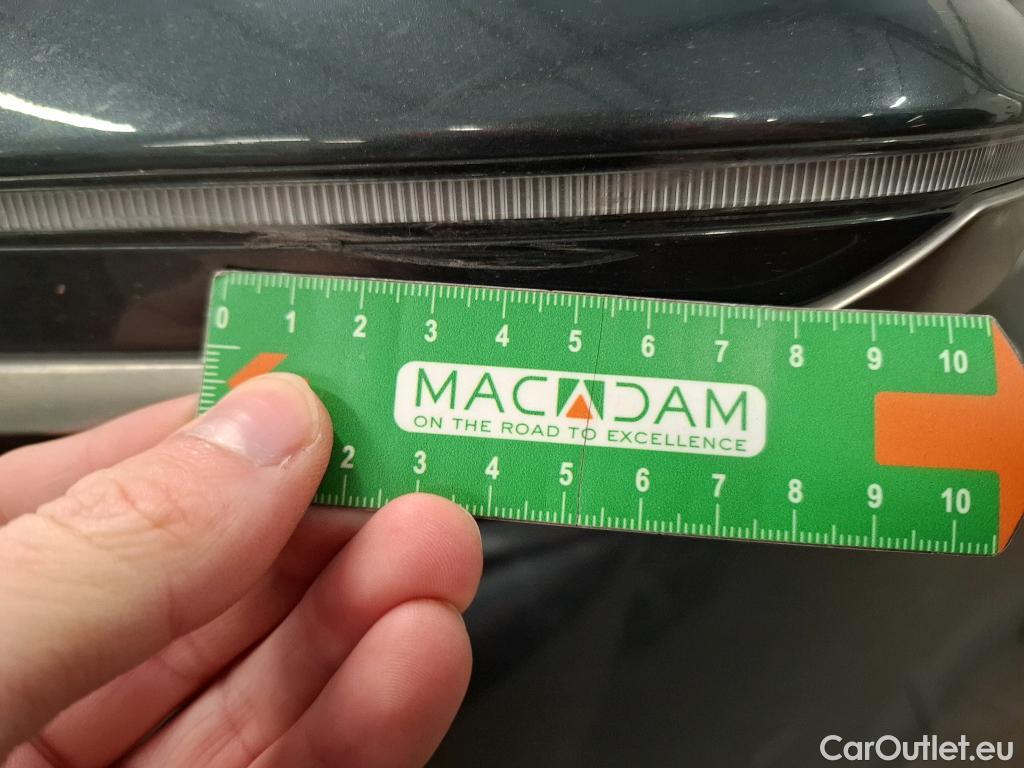 0 1 2 3 4 5 6 7 8 9 10
MACADAM
ON THE ROAD TO EXCELLENCE
2 3 4 5 6 7 8 9 10
CarOutlet.eu